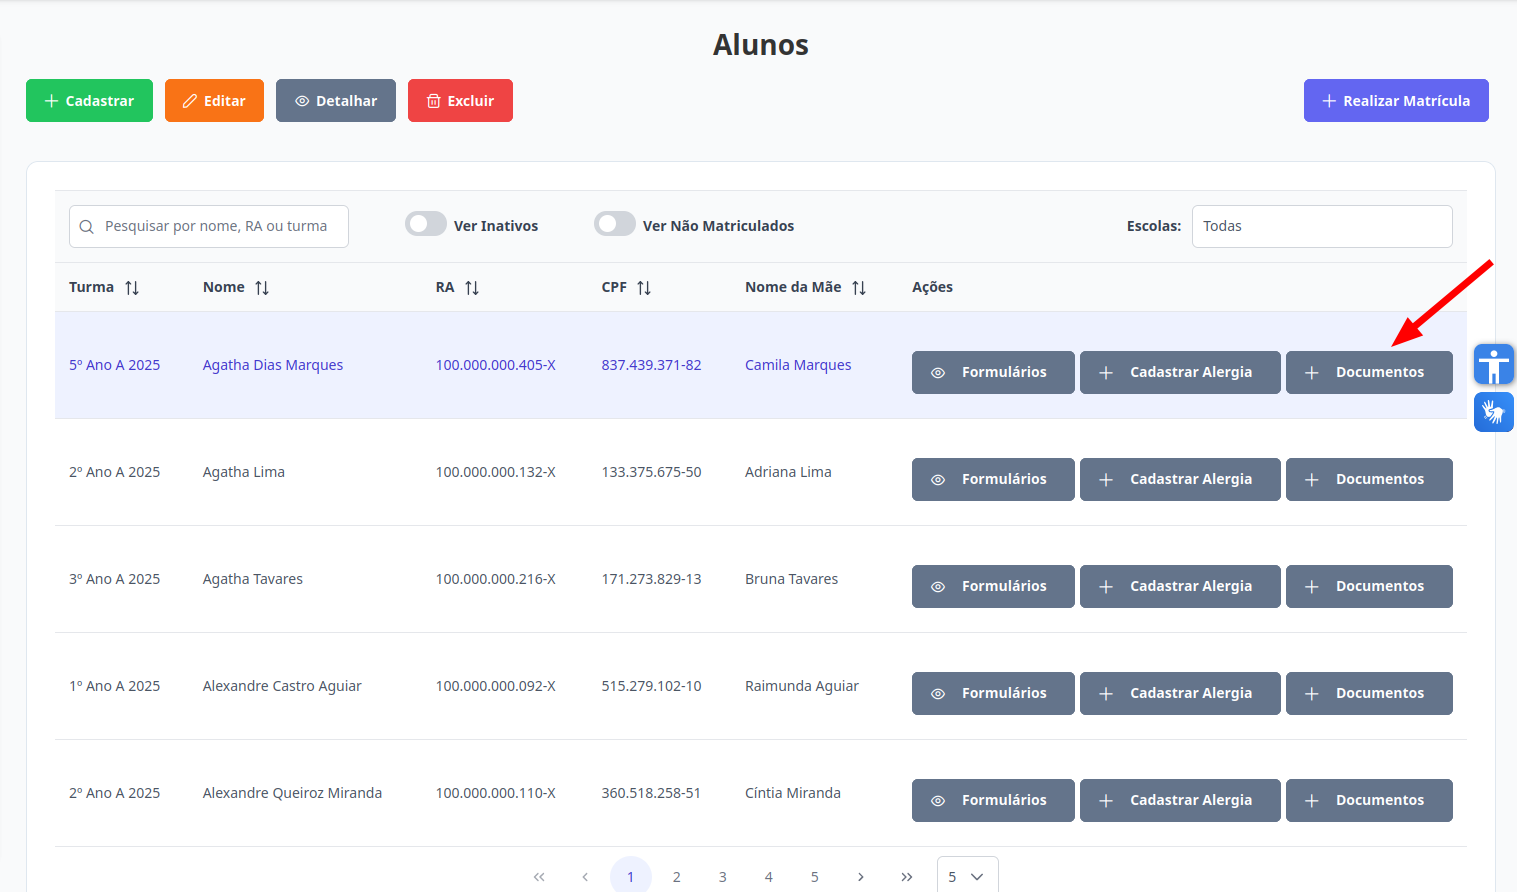 Alunos
Cadastrar Editar Detalhar Excluir Realizar Matrícula
Pesquisar por nome, RA ou turma Ver Inativos Ver Não Matriculados Escolas: Todas
Turma Nome RA CPF Nome da Mãe Ações
5º Ano A 2025 Agatha Dias Marques 100.000.000.405-X 837.439.371-82 Camila Marques Formulários Cadastrar Alergia Documentos
2º Ano A 2025 Agatha Lima 100.000.000.132-X 133.375.675-50 Adriana Lima Formulários Cadastrar Alergia Documentos
3º Ano A 2025 Agatha Tavares 100.000.000.216-X 171.273.829-13 Bruna Tavares Formulários Cadastrar Alergia Documentos
1º Ano A 2025 Alexandre Castro Aguiar 100.000.000.092-X 515.279.102-10 Raimunda Aguiar Formulários Cadastrar Alergia Documentos
2º Ano A 2025 Alexandre Queiroz Miranda 100.000.000.110-X 360.518.258-51 Cíntia Miranda Formulários Cadastrar Alergia Documentos
« ‹ 1 2 3 4 5 › » 5